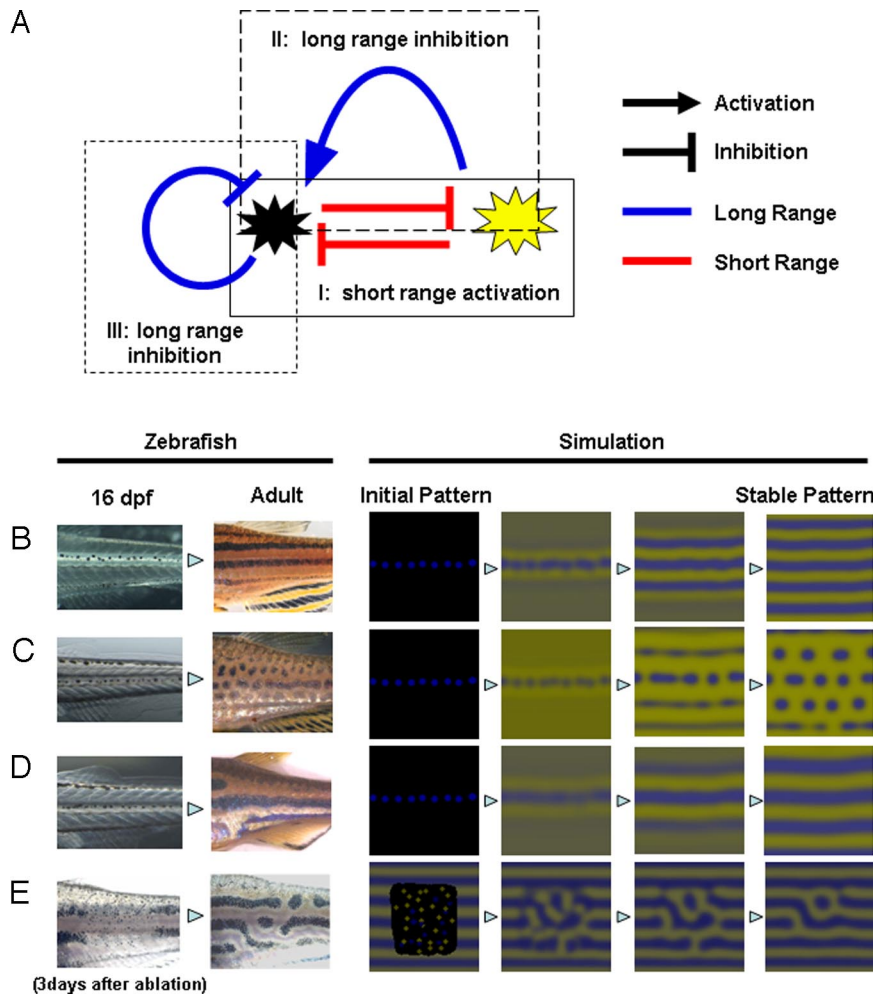 A
II: long range inhibition
Activation
Inhibition
Long Range
Short Range
I: short range activation
III: long range
inhibition
Zebrafish
Simulation
16 dpf
Adult
Initial Pattern
Stable Pattern
B
C
D
E
(3days after ablation)